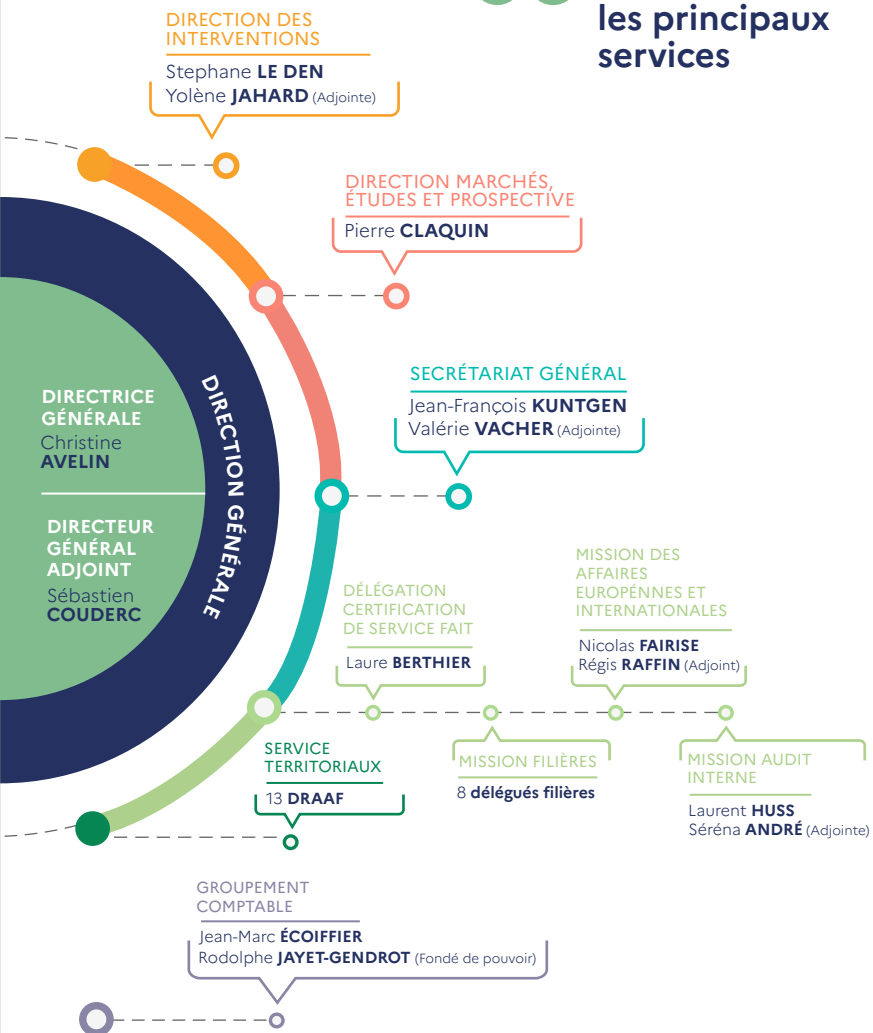 les principaux
services
DIRECTION DES
INTERVENTIONS
Stephane LE DEN
Yolène JAHARD (Adjointe)
DIRECTION MARCHÉS,
ÉTUDES ET PROSPECTIVE
Pierre CLAQUIN
SECRÉTARIAT GÉNÉRAL
Jean-François KUNTGEN
Valérie VACHER (Adjointe)
DIRECTION GÉNÉRALE
DIRECTRICE
GÉNÉRALE
Christine
AVELIN
DIRECTEUR
GÉNÉRAL
ADJOINT
Sébastien
COUDERC
DÉLÉGATION
CERTIFICATION
DE SERVICE FAIT
Laure BERTHIER
MISSION DES
AFFAIRES
EUROPÉNNES ET
INTERNATIONALES
Nicolas FAIRISE
Régis RAFFIN (Adjoint)
SERVICE
TERRITORIAUX
13 DRAAF
MISSION FILIÈRES
8 délégués filières
MISSION AUDIT
INTERNE
Laurent HUSS
Séréna ANDRÉ (Adjointe)
GROUPEMENT
COMPTABLE
Jean-Marc ÉCOIFFIER
Rodolphe JAYET-GENDROT (Fondé de pouvoir)